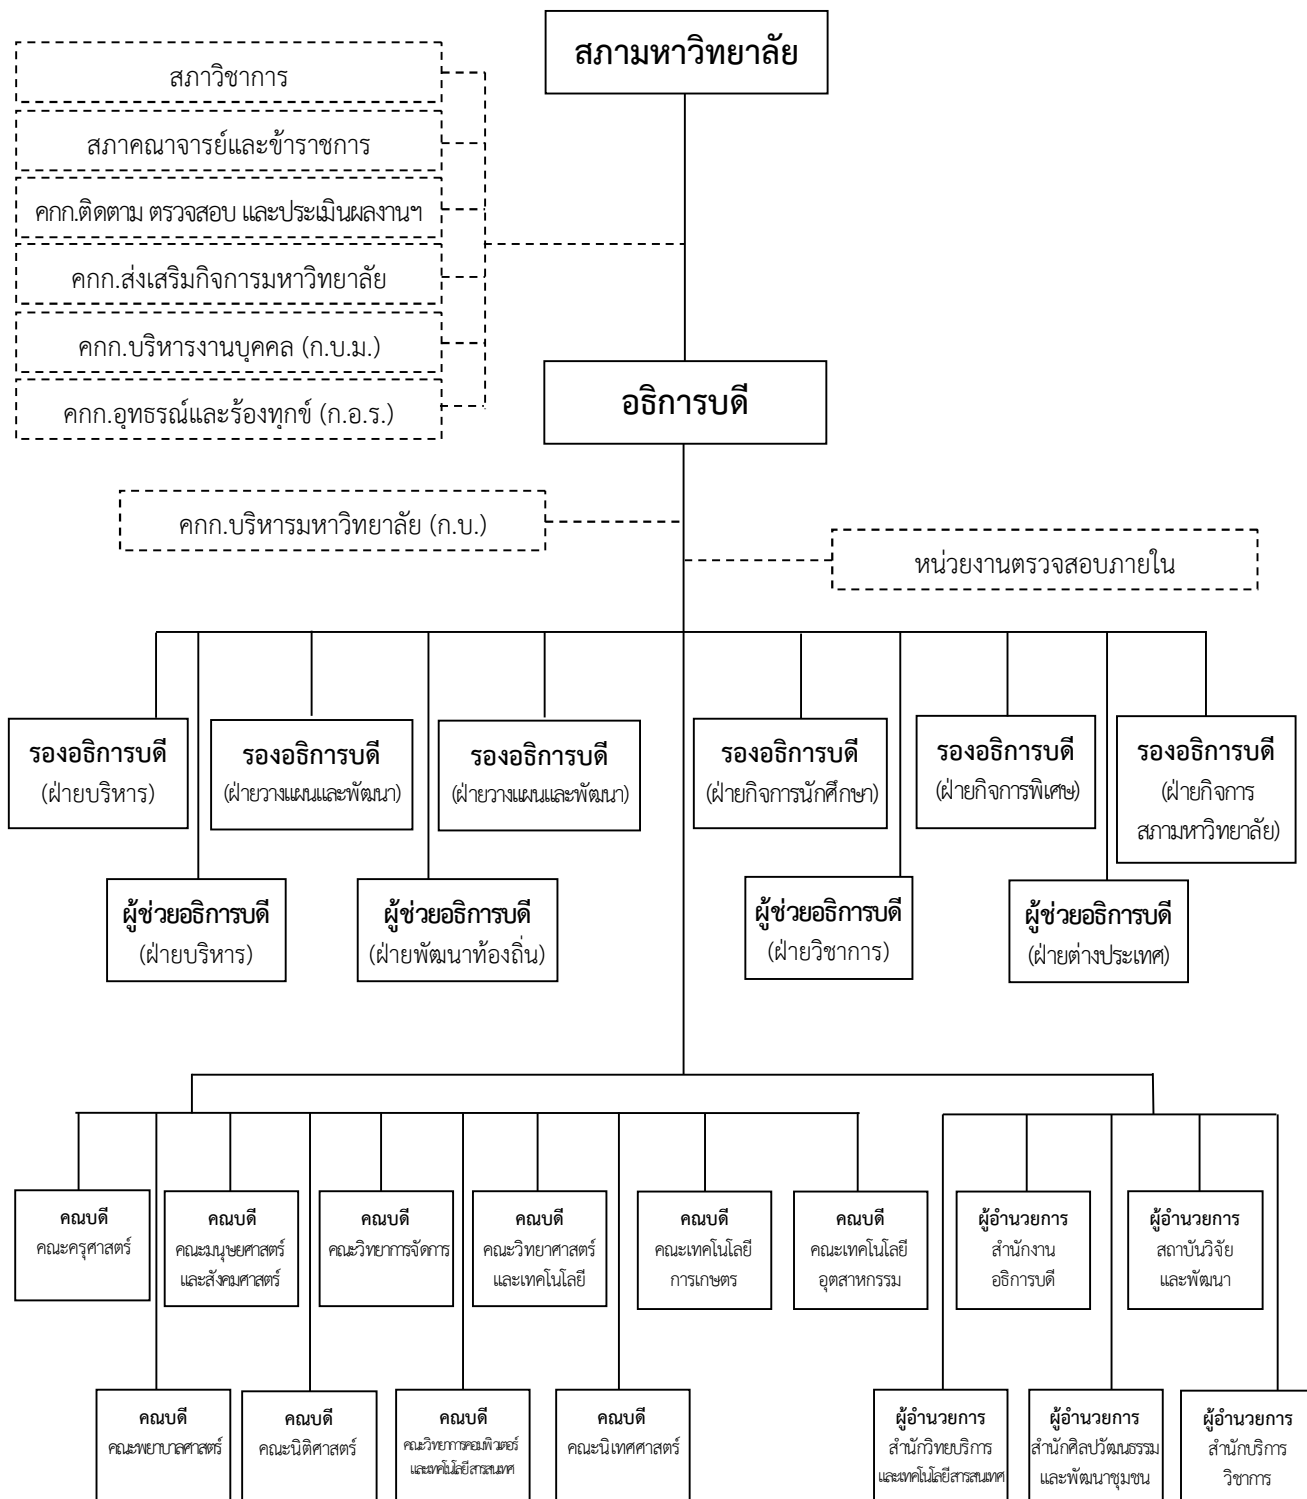 สภามหาวิทยาลัย
สภาวิชาการ
สภาคณาจารย์และข้าราชการ
คกก.ติดตาม ตรวจสอบ และประเมินผลงานฯ
คกก.ส่งเสริมกิจการมหาวิทยาลัย
คกก.บริหารงานบุคคล (ก.บ.ม.)
คกก.อุทธรณ์และร้องทุกข์ (ก.อ.ร.)
อธิการบดี
คกก.บริหารมหาวิทยาลัย (ก.บ.)
หน่วยงานตรวจสอบภายใน
รองอธิการบดี
(ฝ่ายบริหาร)
รองอธิการบดี
(ฝ่ายวางแผนและพัฒนา)
รองอธิการบดี
(ฝ่ายวางแผนและพัฒนา)
รองอธิการบดี
(ฝ่ายกิจการนักศึกษา)
รองอธิการบดี
(ฝ่ายกิจการพิเศษ)
รองอธิการบดี
(ฝ่ายกิจการ
สภามหาวิทยาลัย)
ผู้ช่วยอธิการบดี
(ฝ่ายบริหาร)
ผู้ช่วยอธิการบดี
(ฝ่ายพัฒนาท้องถิ่น)
ผู้ช่วยอธิการบดี
(ฝ่ายวิชาการ)
ผู้ช่วยอธิการบดี
(ฝ่ายต่างประเทศ)
คณบดี
คณะครุศาสตร์
คณบดี
คณะมนุษยศาสตร์
และสังคมศาสตร์
คณบดี
คณะวิทยาการจัดการ
คณบดี
คณะวิทยาศาสตร์
และเทคโนโลยี
คณบดี
คณะเทคโนโลยี
การเกษตร
คณบดี
คณะเทคโนโลยี
อุตสาหกรรม
ผู้อำนวยการ
สำนักงาน
อธิการบดี
ผู้อำนวยการ
สถาบันวิจัย
และพัฒนา
คณบดี
คณะพยาบาลศาสตร์
คณบดี
คณะนิติศาสตร์
คณบดี
คณะวิทยาการคอมพิวเตอร์
และเทคโนโลยีสารสนเทศ
คณบดี
คณะนิเทศศาสตร์
ผู้อำนวยการ
สำนักวิทยบริการ
และเทคโนโลยีสารสนเทศ
ผู้อำนวยการ
สำนักศิลปวัฒนธรรม
และพัฒนาชุมชน
ผู้อำนวยการ
สำนักบริการ
วิชาการ